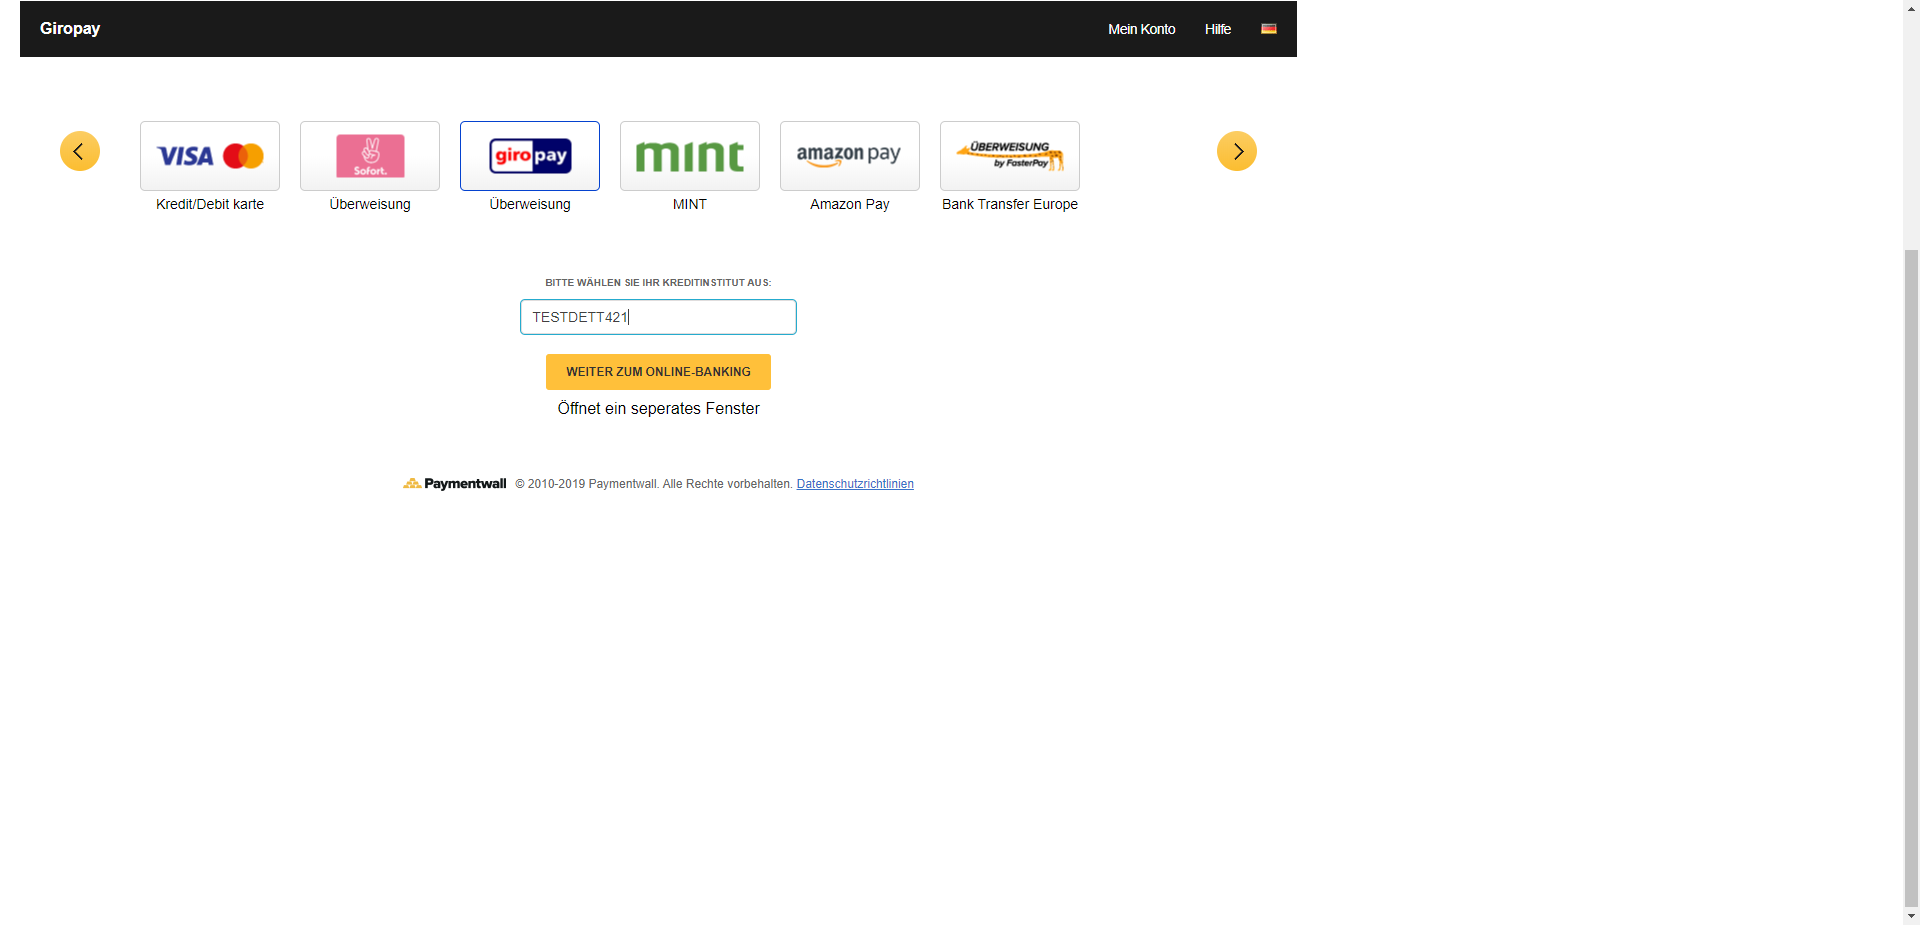 Giropay
Mein Konto
Hilfe
VISA
Sofort.
giropay
mint
amazon pay
ÜBERWEISUNG
by FasterPay
Kredit/Debit karte
Überweisung
Überweisung
MINT
Amazon Pay
Bank Transfer Europe
BITTE WÄHLEN SIE IHR KREDITINSTITUT AUS:
TESTDETT421
WEITER ZUM ONLINE-BANKING
Öffnet ein seperates Fenster
Paymentwall © 2010-2019 Paymentwall. Alle Rechte vorbehalten. Datenschutzrichtlinien